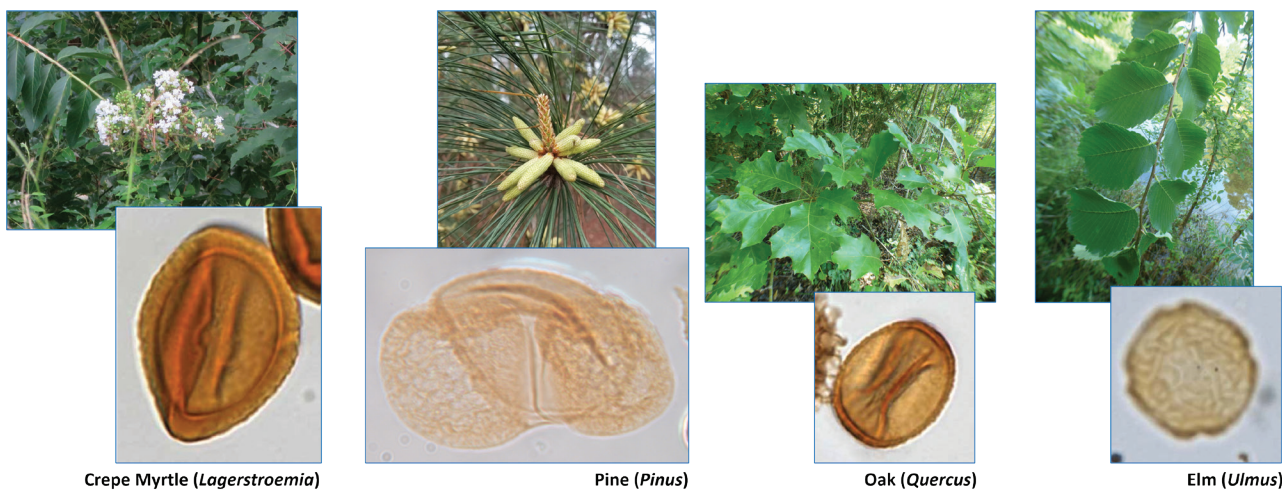 Crepe Myrtle (Lagerstroemia)
Pine (Pinus)
Oak (Quercus)
Elm (Ulmus)